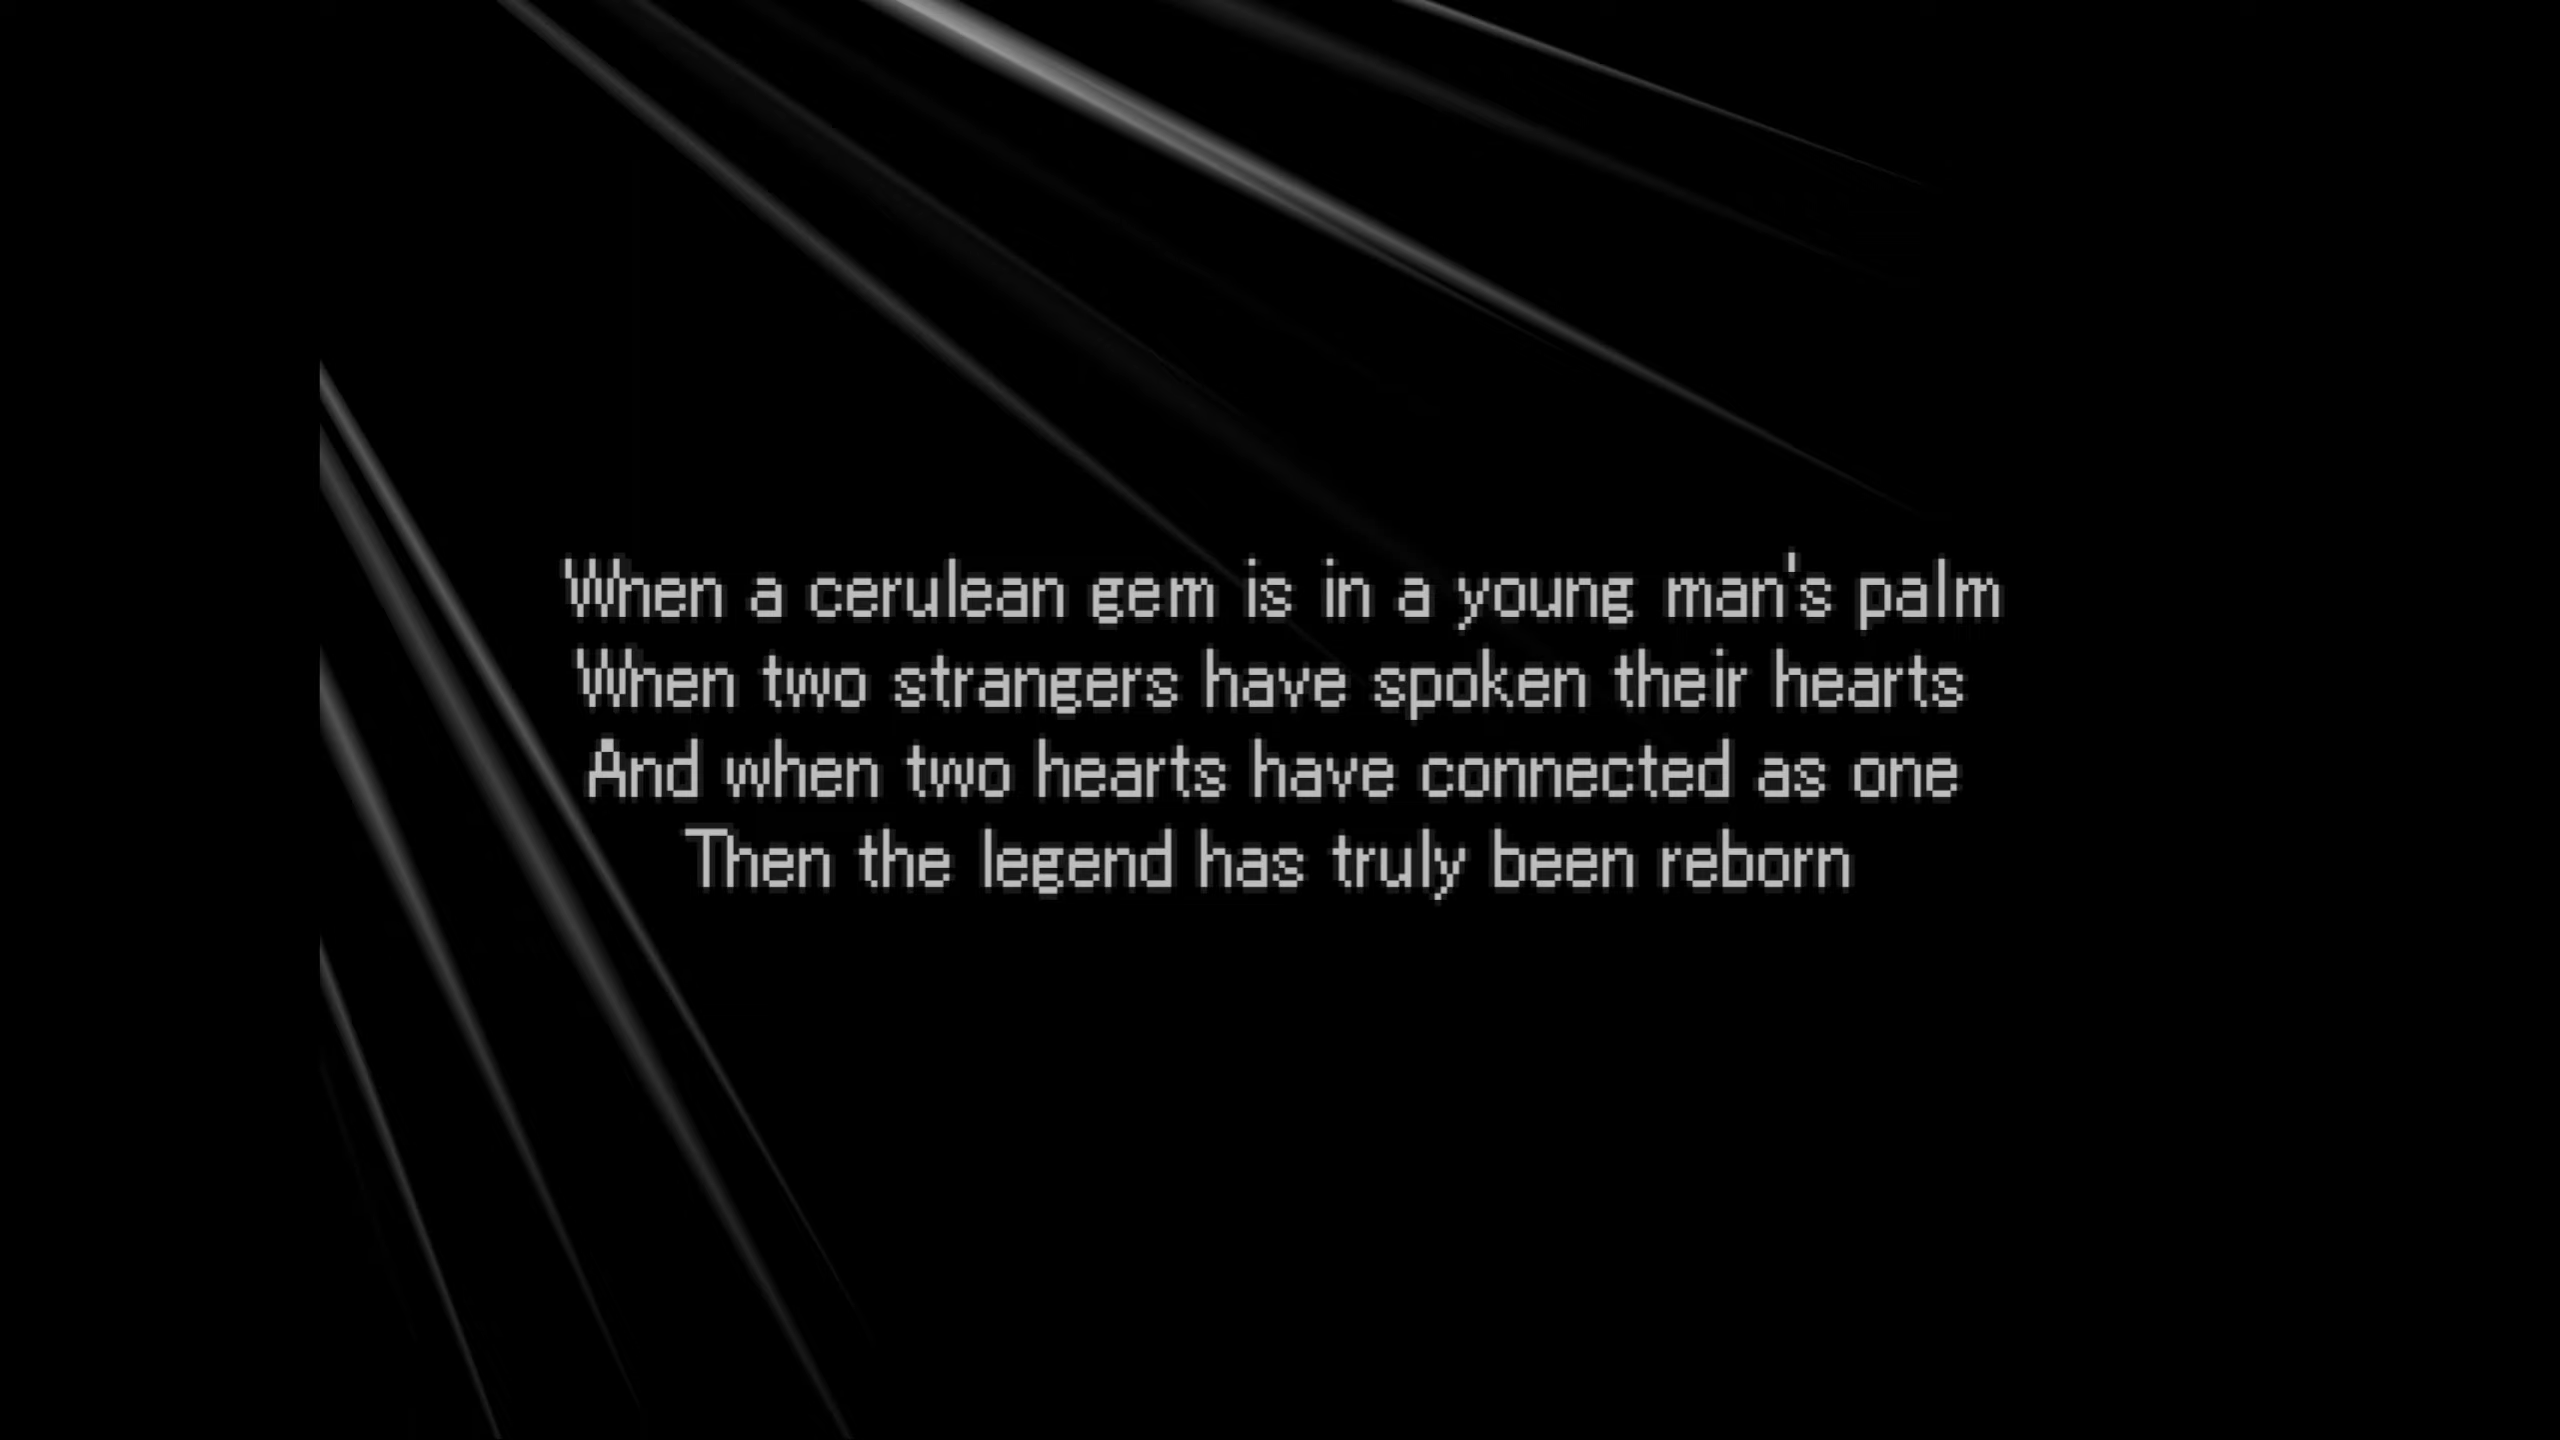 When a cerulean gem is in a young man's palm
When two strangers have spoken their hearts
And when two hearts have connected as one
Then the legend has truly been reborn